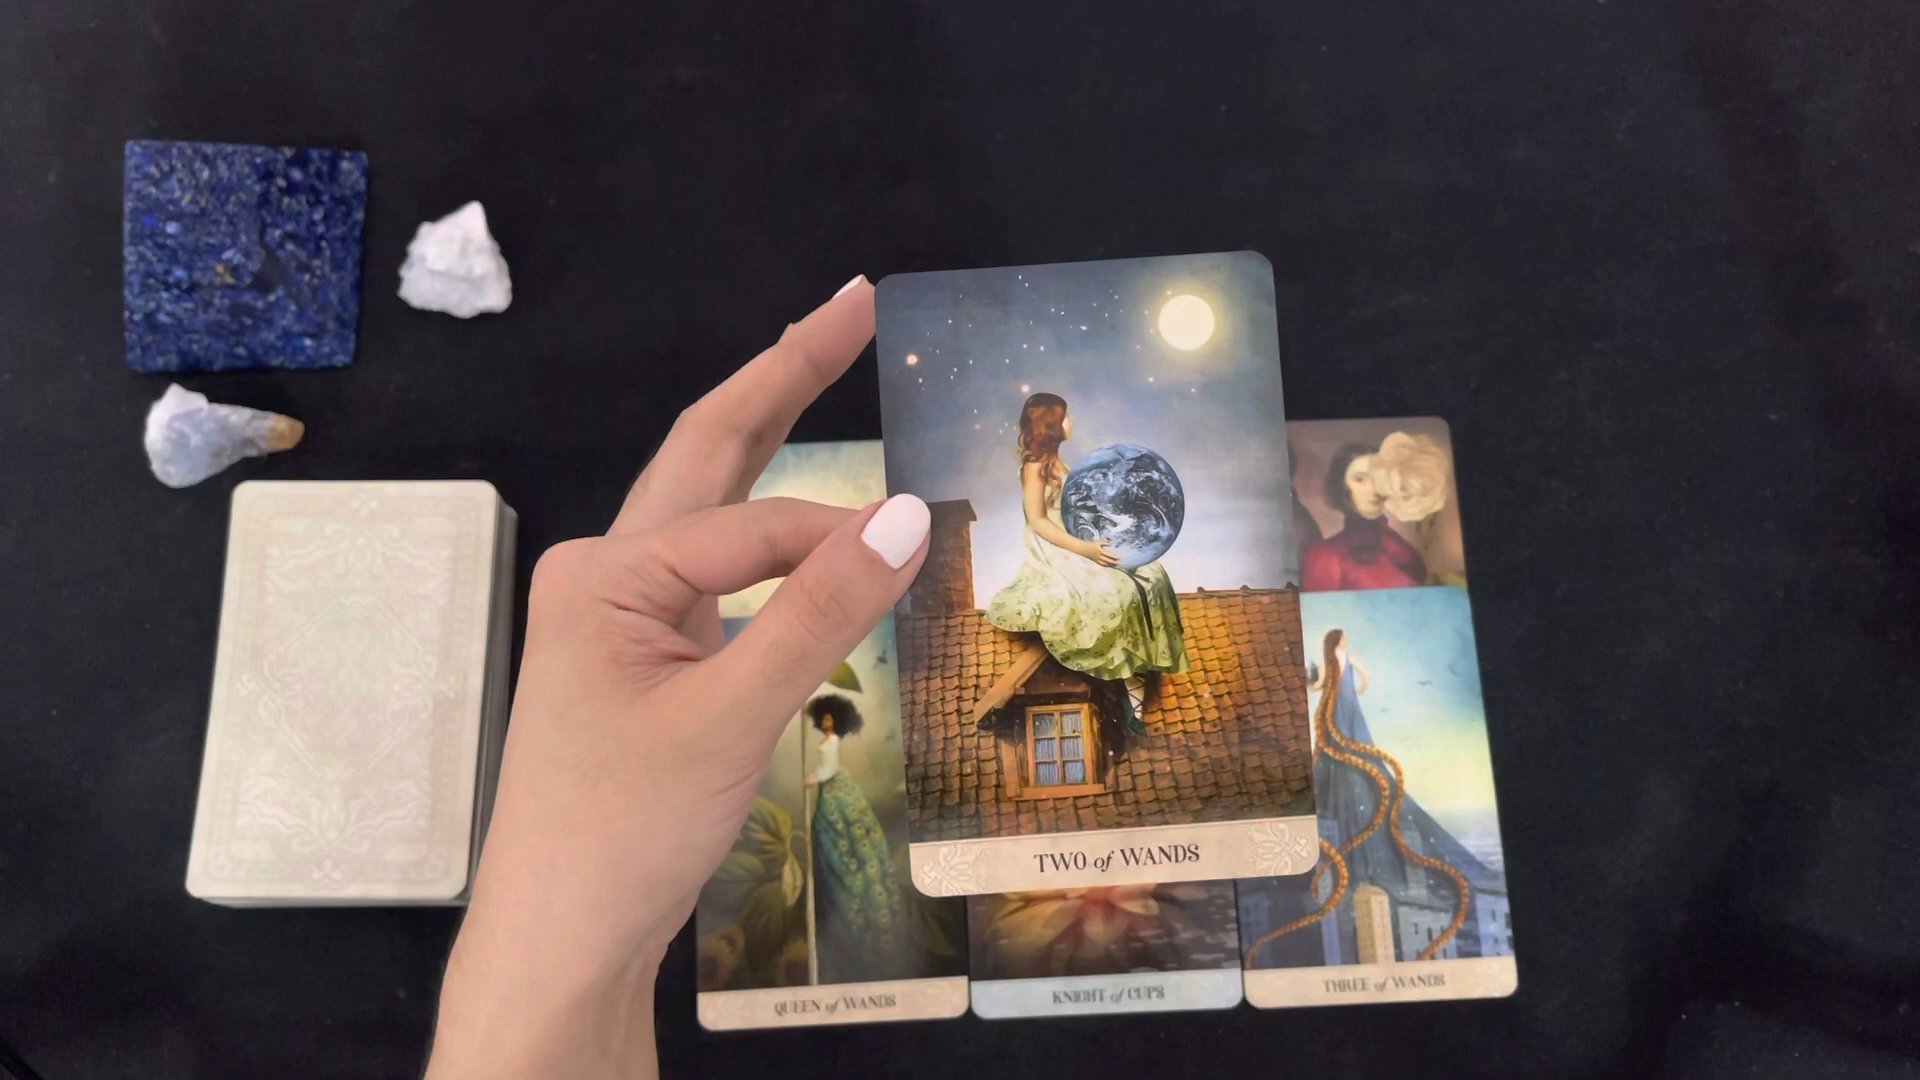 TWO of WANDS
QUEEN of WANDS
KNIGHT of CUPS
THREE of WANDS